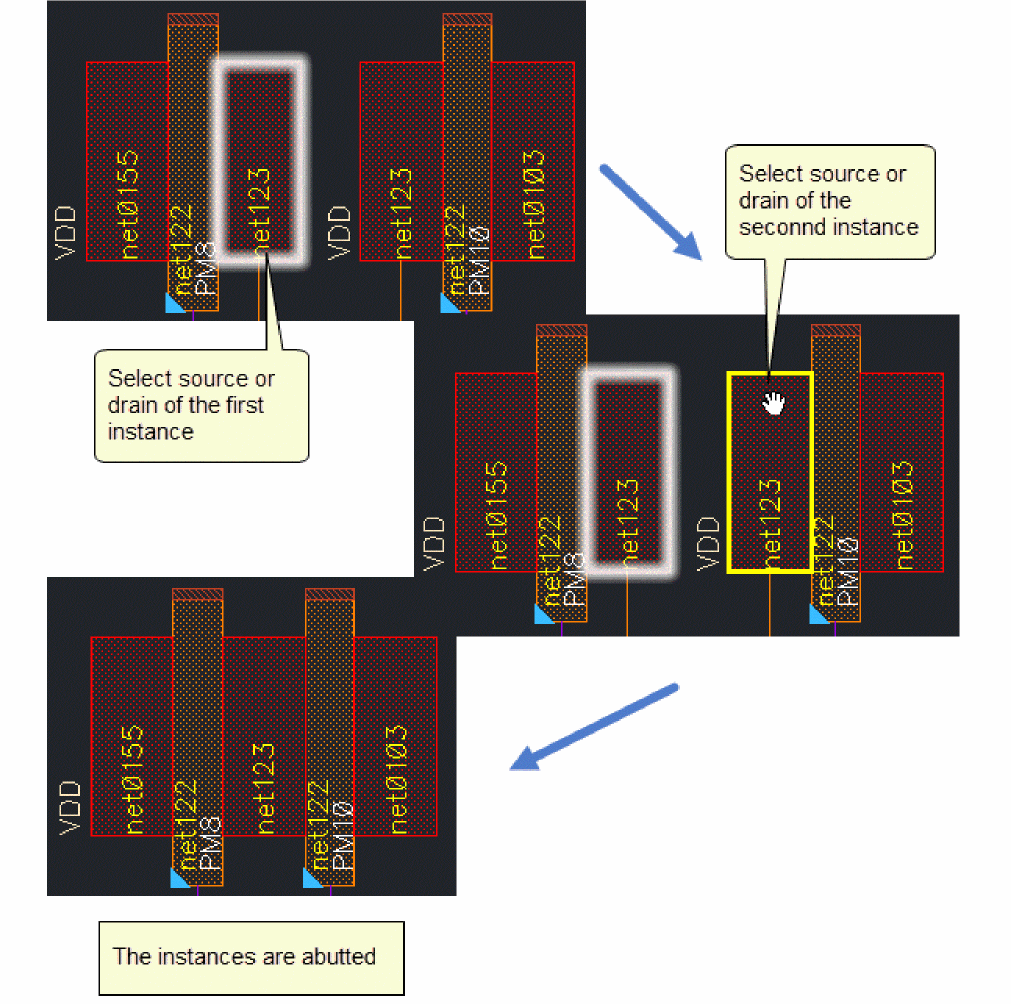 VDD
net0155
net122
PM8
net123
VDD
net123
net122
PM10
net0103
Select source or
drain of the
seconnd instance
Select source or
drain of the first
instance
VDD
net0155
net122
PM8
net123
VDD
net123
net122
PM10
net0103
VDD
net0155
net122
PM8
net123
net122
PM10
net0103
The instances are abutted